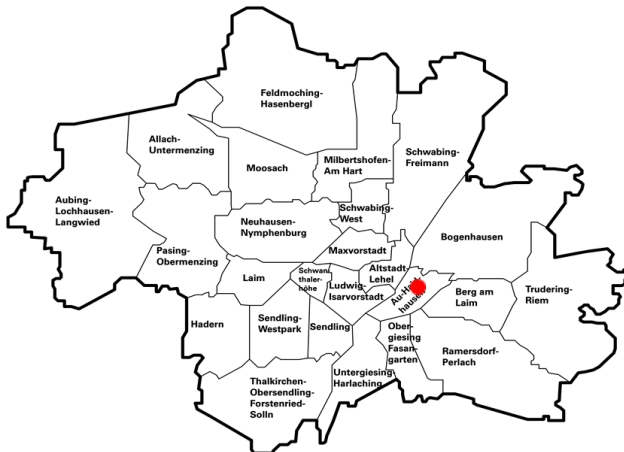 Feldmoching-
Hasenbergl
Allach-
Untermenzing
Moosach
Milbertshofen-
Am Hart
Schwabing-
Freimann
Aubing-
Lochhausen-
Langwied
Neuhausen-
Nymphenburg
Schwabing-
West
Pasing-
Obermenzing
Maxvorstadt
Bogenhausen
Laim
Schwan-
thaler-
höhe
Ludwig-
Isarvorstadt
Altstadt-
Lehel
Berg am
Laim
Trudering-
Riem
Hadern
Sendling-
Westpark
Sendling
Ober-
giesing
Fasan-
garten
Ramersdorf-
Perlach
Untergiesing-
Harlaching
Thalkirchen-
Obersendling-
Forstenried-
Solln